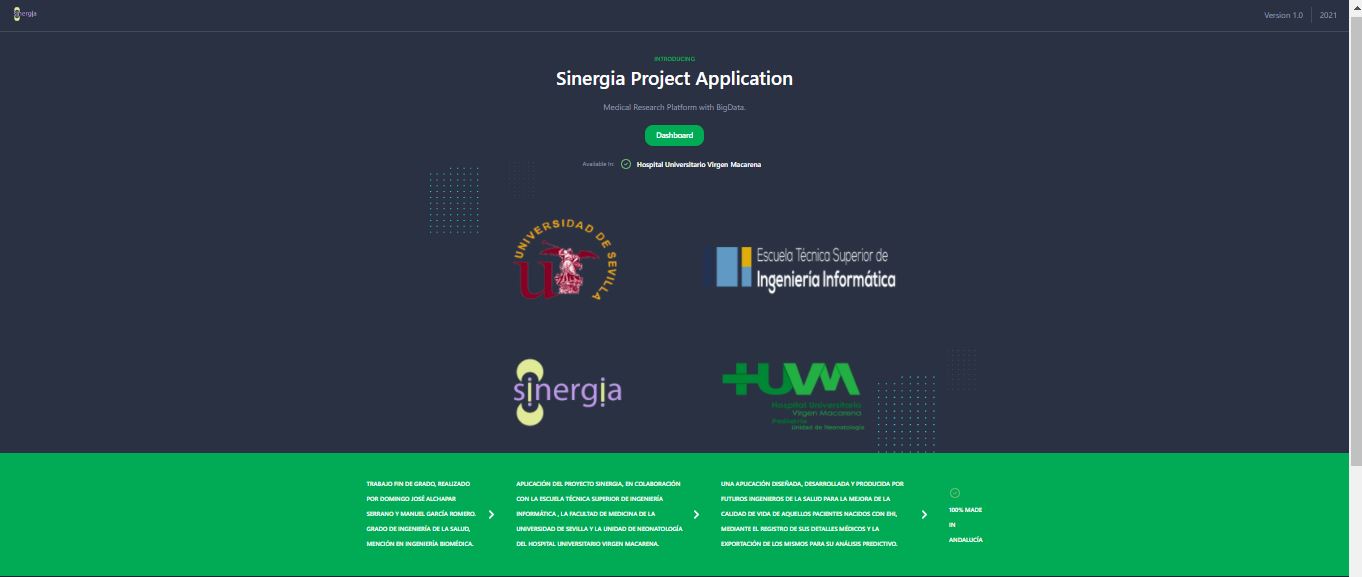 sinergia
Version 1.0
2021
INTRODUCING
Sinergia Project Application
Medical Research Platform with BigData.
Dashboard
Available in:
Hospital Universitario Virgen Macarena
UNIVERSIDAD DE SEVILLA
Escuela Técnica Superior de
Ingeniería Informática
sinergia
HUVM
Hospital Universitario
Virgen Macarena
Pediatría
Unidad de Neonatología
TRABAJO FIN DE GRADO, REALIZADO
POR DOMINGO JOSÉ ALCHAPAR
SERRANO Y MANUEL GARCÍA ROMERO.
GRADO DE INGENIERÍA DE LA SALUD,
MENCIÓN EN INGENIERÍA BIOMÉDICA.
APLICACIÓN DEL PROYECTO SINERGIA, EN COLABORACIÓN
CON LA ESCUELA TÉCNICA SUPERIOR DE INGENIERÍA
INFORMÁTICA , LA FACULTAD DE MEDICINA DE LA
UNIVERSIDAD DE SEVILLA Y LA UNIDAD DE NEONATOLOGÍA
DEL HOSPITAL UNIVERSITARIO VIRGEN MACARENA.
UNA APLICACIÓN DISEÑADA, DESARROLLADA Y PRODUCIDA POR
FUTUROS INGENIEROS DE LA SALUD PARA LA MEJORA DE LA
CALIDAD DE VIDA DE AQUELLOS PACIENTES NACIDOS CON EHI,
MEDIANTE EL REGISTRO DE SUS DETALLES MÉDICOS Y LA
EXPORTACIÓN DE LOS MISMOS PARA SU ANÁLISIS PREDICTIVO.
100% MADE
IN
ANDALUCÍA